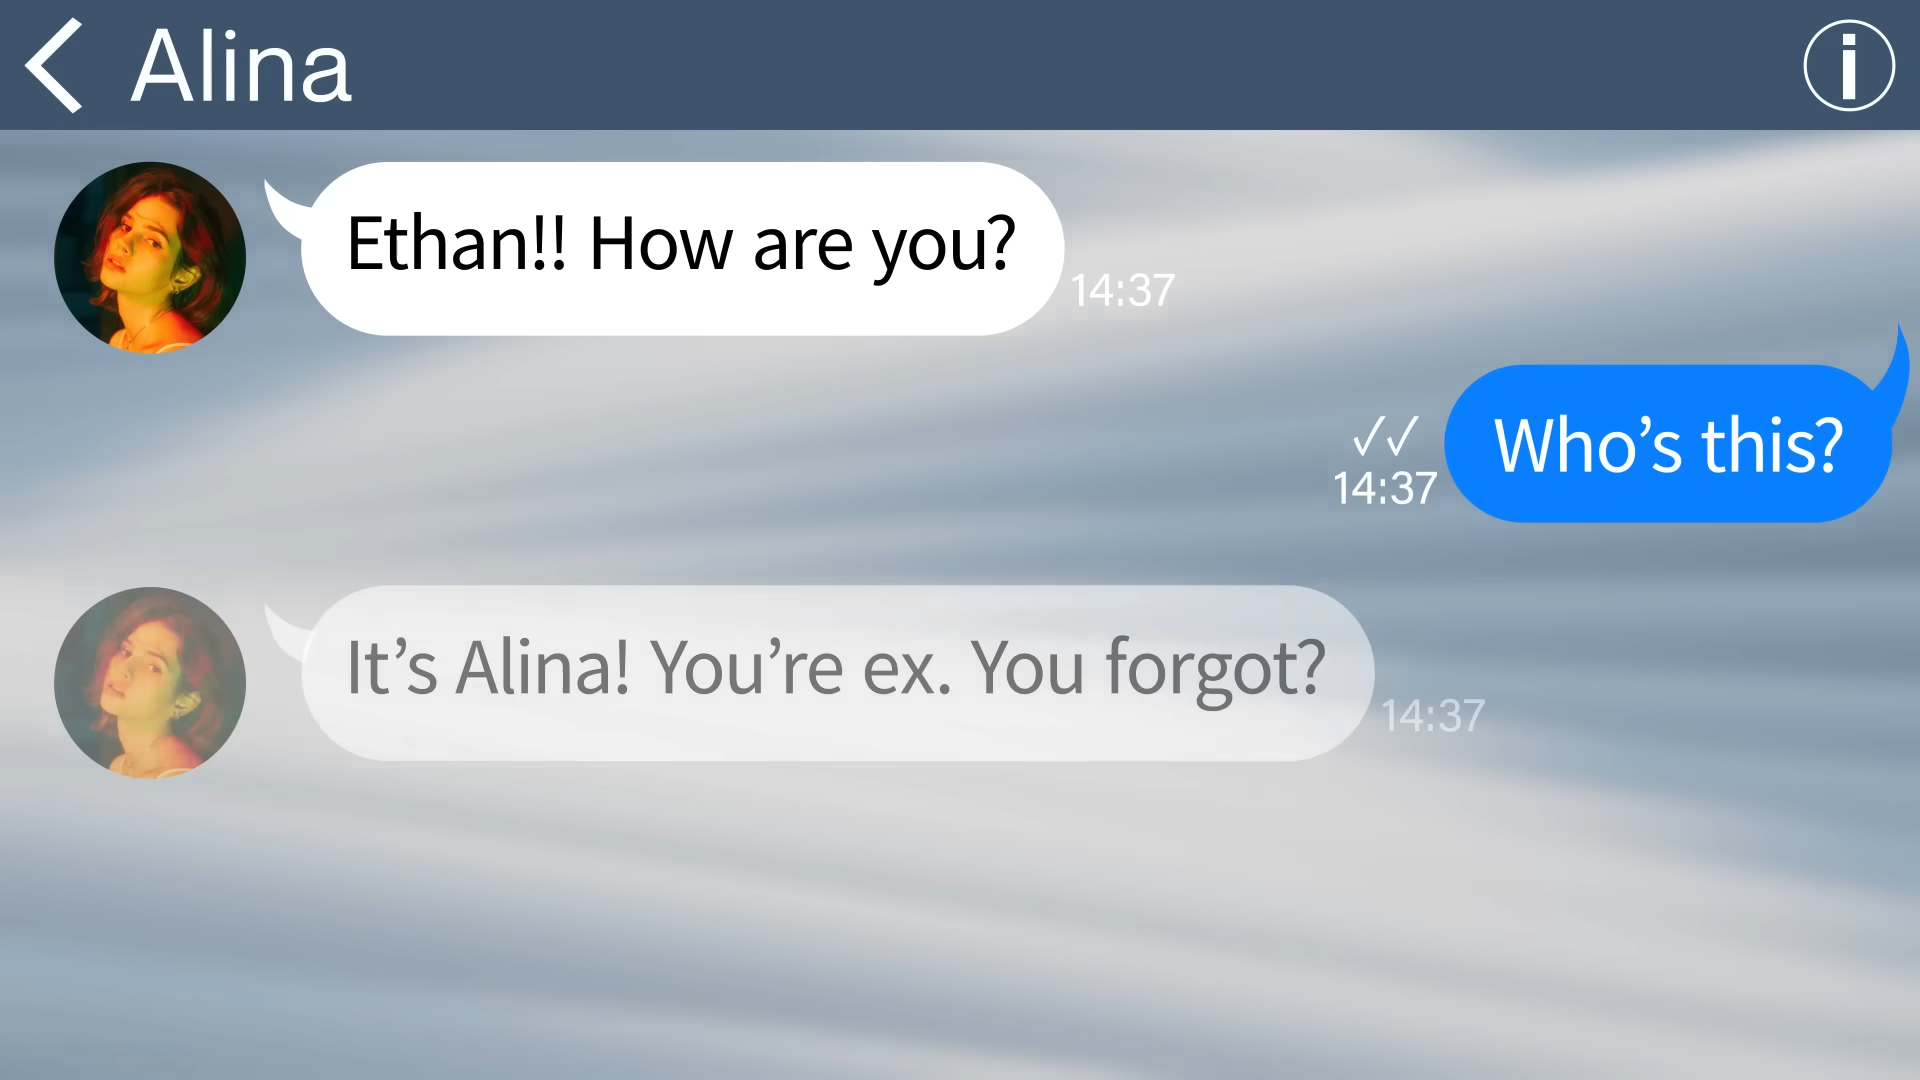 Alina
Ethan!! How are you?
14:37
Who’s this?
✓✓
14:37
It’s Alina! You’re ex. You forgot?
14:37